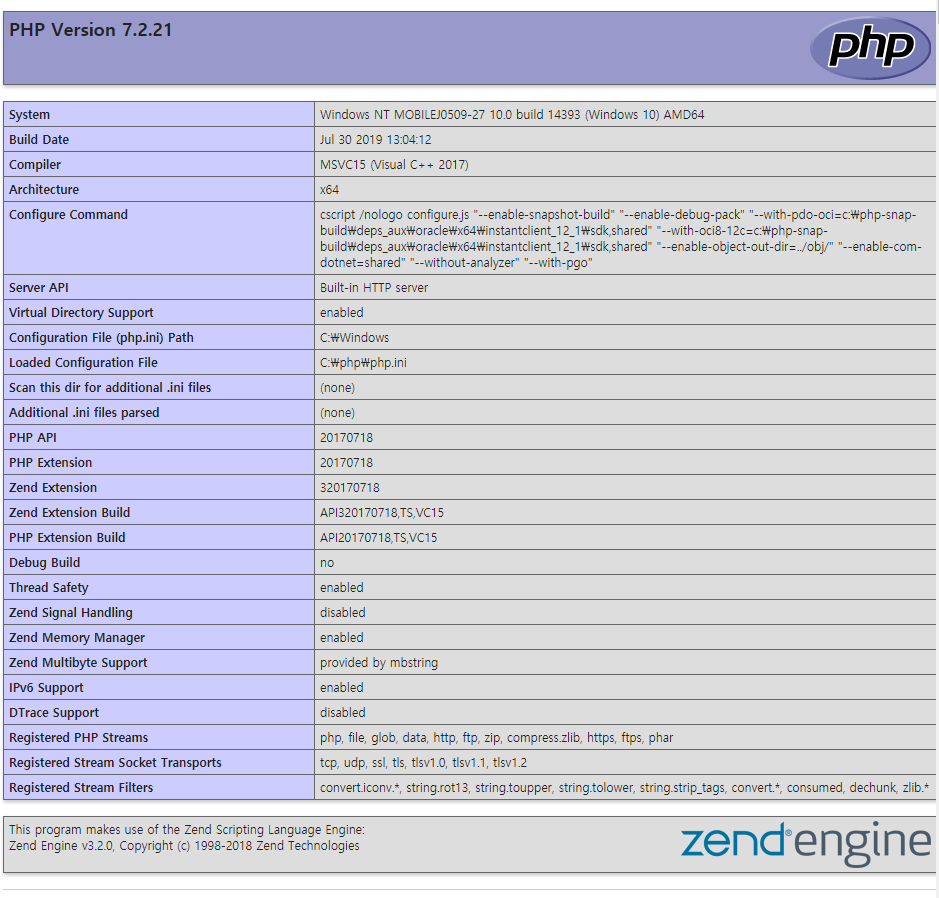 PHP Version 7.2.21
php
System Windows NT MOBILEJ0509-27 10.0 build 14393 (Windows 10) AMD64
Build Date Jul 30 2019 13:04:12
Compiler MSVC15 (Visual C++ 2017)
Architecture x64
Configure Command cscript /nologo configure.js "--enable-snapshot-build" "--enable-debug-pack" "--with-pdo-oci=c:₩php-snap-
build₩deps_aux₩oracle₩x64₩instantclient_12_1₩sdk,shared" "--with-oci8-12c=c:₩php-snap-
build₩deps_aux₩oracle₩x64₩instantclient_12_1₩sdk,shared" "--enable-object-out-dir=../obj/" "--enable-com-
dotnet=shared" "--without-analyzer" "--with-pgo"
Server API Built-in HTTP server
Virtual Directory Support enabled
Configuration File (php.ini) Path C:₩Windows
Loaded Configuration File C:₩php₩php.ini
Scan this dir for additional .ini files (none)
Additional .ini files parsed (none)
PHP API 20170718
PHP Extension 20170718
Zend Extension 320170718
Zend Extension Build API320170718,TS,VC15
PHP Extension Build API20170718,TS,VC15
Debug Build no
Thread Safety enabled
Zend Signal Handling disabled
Zend Memory Manager enabled
Zend Multibyte Support provided by mbstring
IPv6 Support enabled
DTrace Support disabled
Registered PHP Streams php, file, glob, data, http, ftp, zip, compress.zlib, https, ftps, phar
Registered Stream Socket Transports tcp, udp, ssl, tls, tlsv1.0, tlsv1.1, tlsv1.2
Registered Stream Filters convert.iconv.*, string.rot13, string.toupper, string.tolower, string.strip_tags, convert.*, consumed, dechunk, zlib.*
This program makes use of the Zend Scripting Language Engine:
Zend Engine v3.2.0, Copyright (c) 1998-2018 Zend Technologies
zend®engine